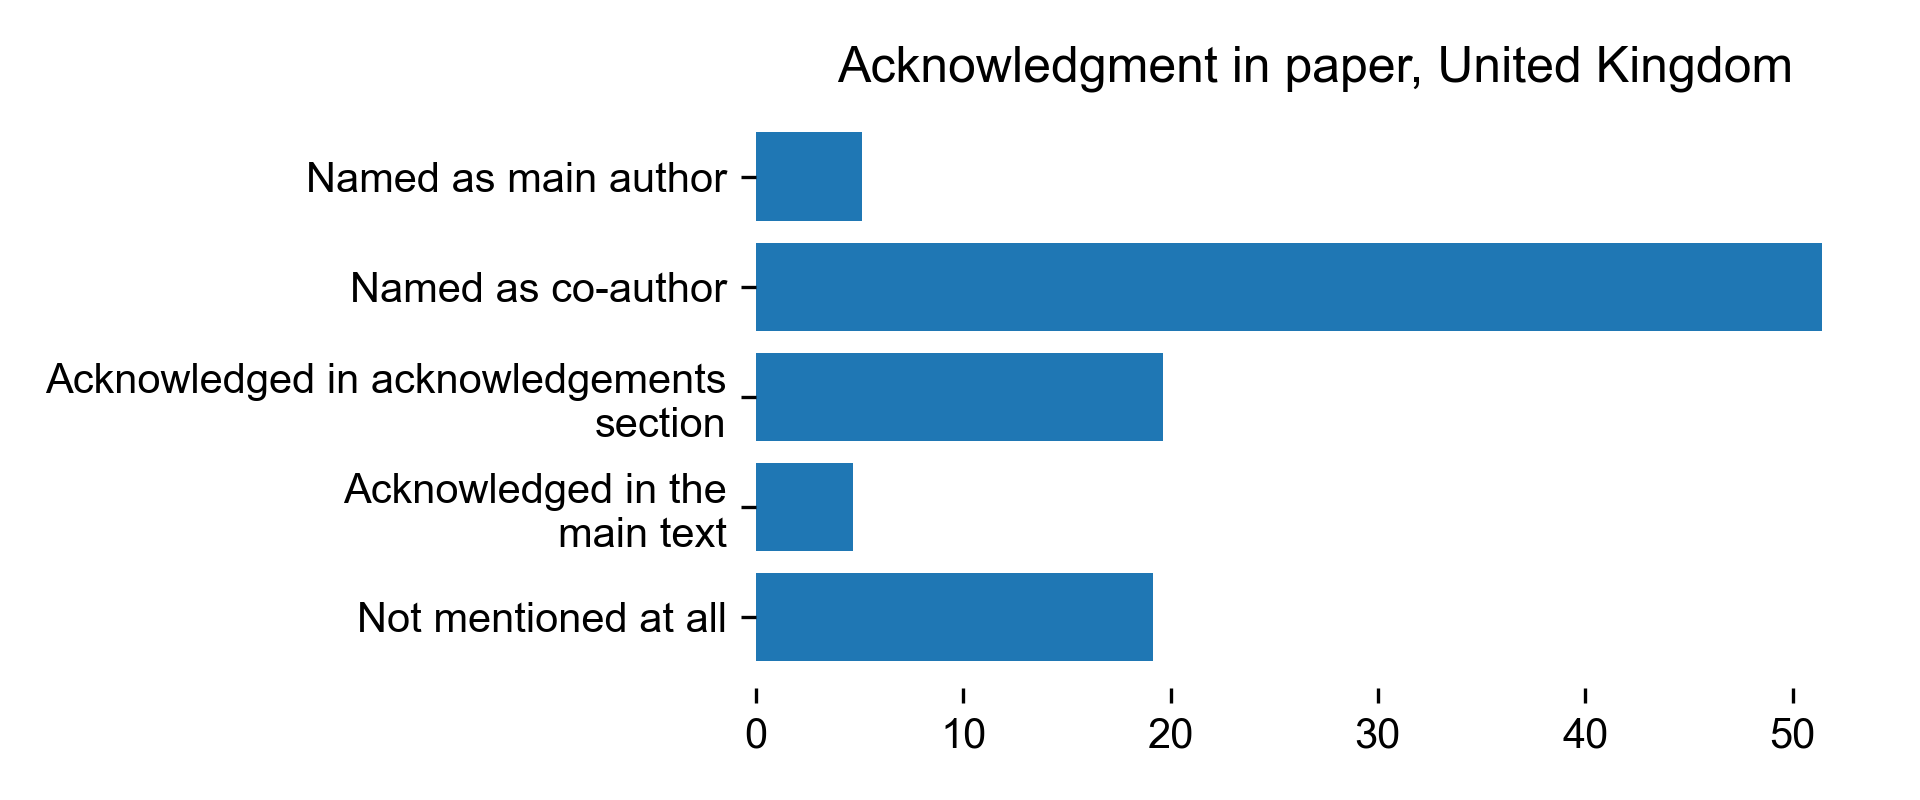 Acknowledgment in paper, United Kingdom
Named as main author
Named as co-author
Acknowledged in acknowledgements
section
Acknowledged in the
main text
Not mentioned at all
0 10 20 30 40 50